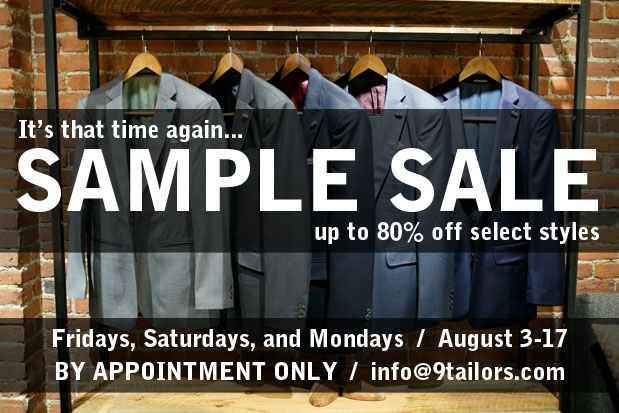 It's that time again...
SAMPLE SALE
up to 80% off select styles
Fridays, Saturdays, and Mondays / August 3-17
BY APPOINTMENT ONLY / info@9tailors.com